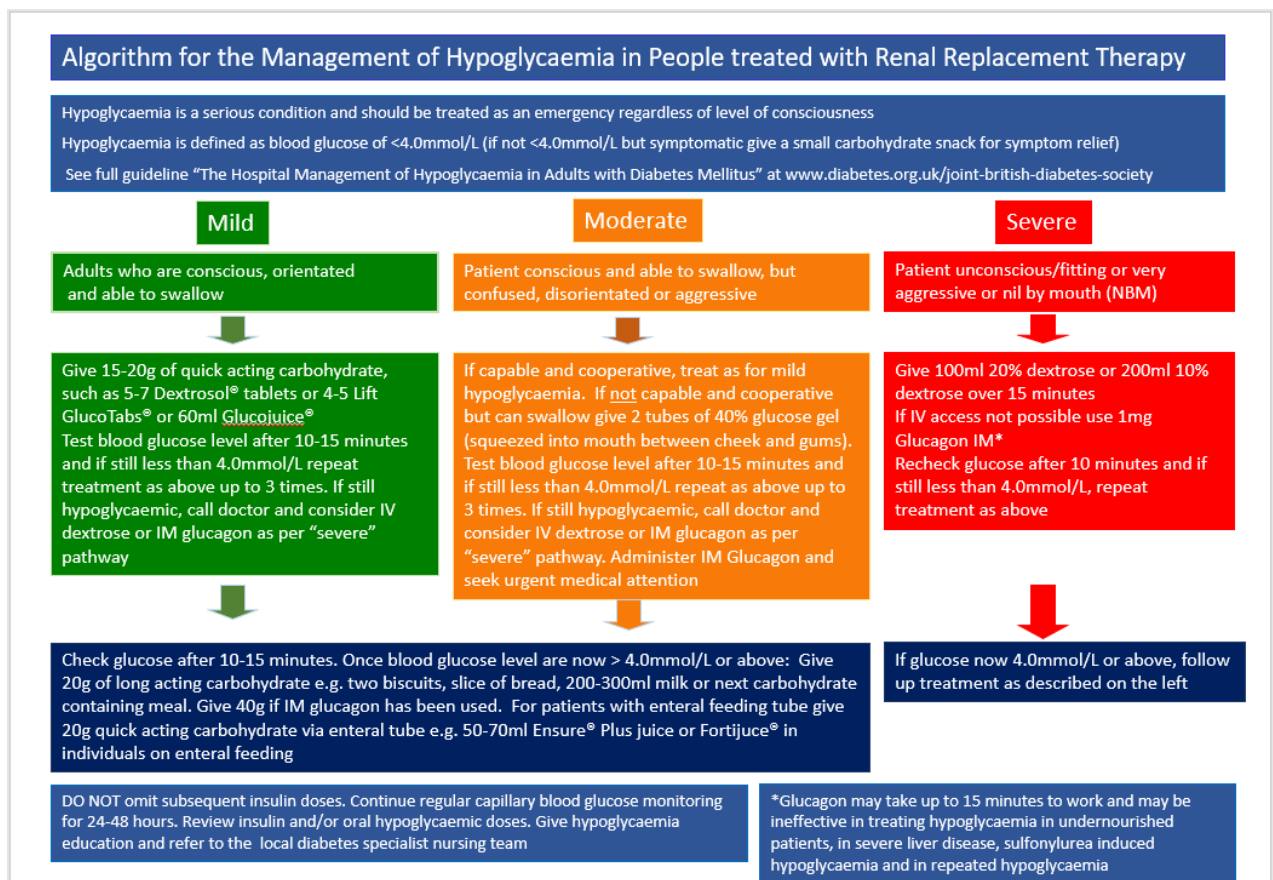 Algorithm for the Management of Hypoglycaemia in People treated with Renal Replacement Therapy
Hypoglycaemia is a serious condition and should be treated as an emergency regardless of level of consciousness
Hypoglycaemia is defined as blood glucose of <4.0mmol/L (if not <4.0mmol/L but symptomatic give a small carbohydrate snack for symptom relief)
See full guideline “The Hospital Management of Hypoglycaemia in Adults with Diabetes Mellitus” at www.diabetes.org.uk/joint-british-diabetes-society
Mild
Adults who are conscious, orientated
and able to swallow
Give 15-20g of quick acting carbohydrate,
such as 5-7 Dextrosol® tablets or 4-5 Lift
GlucoTabs® or 60ml Glucojuice®
Test blood glucose level after 10-15 minutes
and if still less than 4.0mmol/L repeat
treatment as above up to 3 times. If still
hypoglycaemic, call doctor and consider IV
dextrose or IM glucagon as per “severe”
pathway
Moderate
Patient conscious and able to swallow, but
confused, disorientated or aggressive
If capable and cooperative, treat as for mild
hypoglycaemia. If not capable and cooperative
but can swallow give 2 tubes of 40% glucose gel
(squeezed into mouth between cheek and gums).
Test blood glucose level after 10-15 minutes and
if still less than 4.0mmol/L repeat as above up to
3 times. If still hypoglycaemic, call doctor and
consider IV dextrose or IM glucagon as per
“severe” pathway. Administer IM Glucagon and
seek urgent medical attention
Severe
Patient unconscious/fitting or very
aggressive or nil by mouth (NBM)
Give 100ml 20% dextrose or 200ml 10%
dextrose over 15 minutes
If IV access not possible use 1mg
Glucagon IM*
Recheck glucose after 10 minutes and if
still less than 4.0mmol/L, repeat
treatment as above
Check glucose after 10-15 minutes. Once blood glucose level are now > 4.0mmol/L or above: Give
20g of long acting carbohydrate e.g. two biscuits, slice of bread, 200-300ml milk or next carbohydrate
containing meal. Give 40g if IM glucagon has been used. For patients with enteral feeding tube give
20g quick acting carbohydrate via enteral tube e.g. 50-70ml Ensure® Plus juice or Fortijuce® in
individuals on enteral feeding
If glucose now 4.0mmol/L or above, follow
up treatment as described on the left
DO NOT omit subsequent insulin doses. Continue regular capillary blood glucose monitoring
for 24-48 hours. Review insulin and/or oral hypoglycaemic doses. Give hypoglycaemia
education and refer to the local diabetes specialist nursing team
*Glucagon may take up to 15 minutes to work and may be
ineffective in treating hypoglycaemia in undernourished
patients, in severe liver disease, sulfonylurea induced
hypoglycaemia and in repeated hypoglycaemia